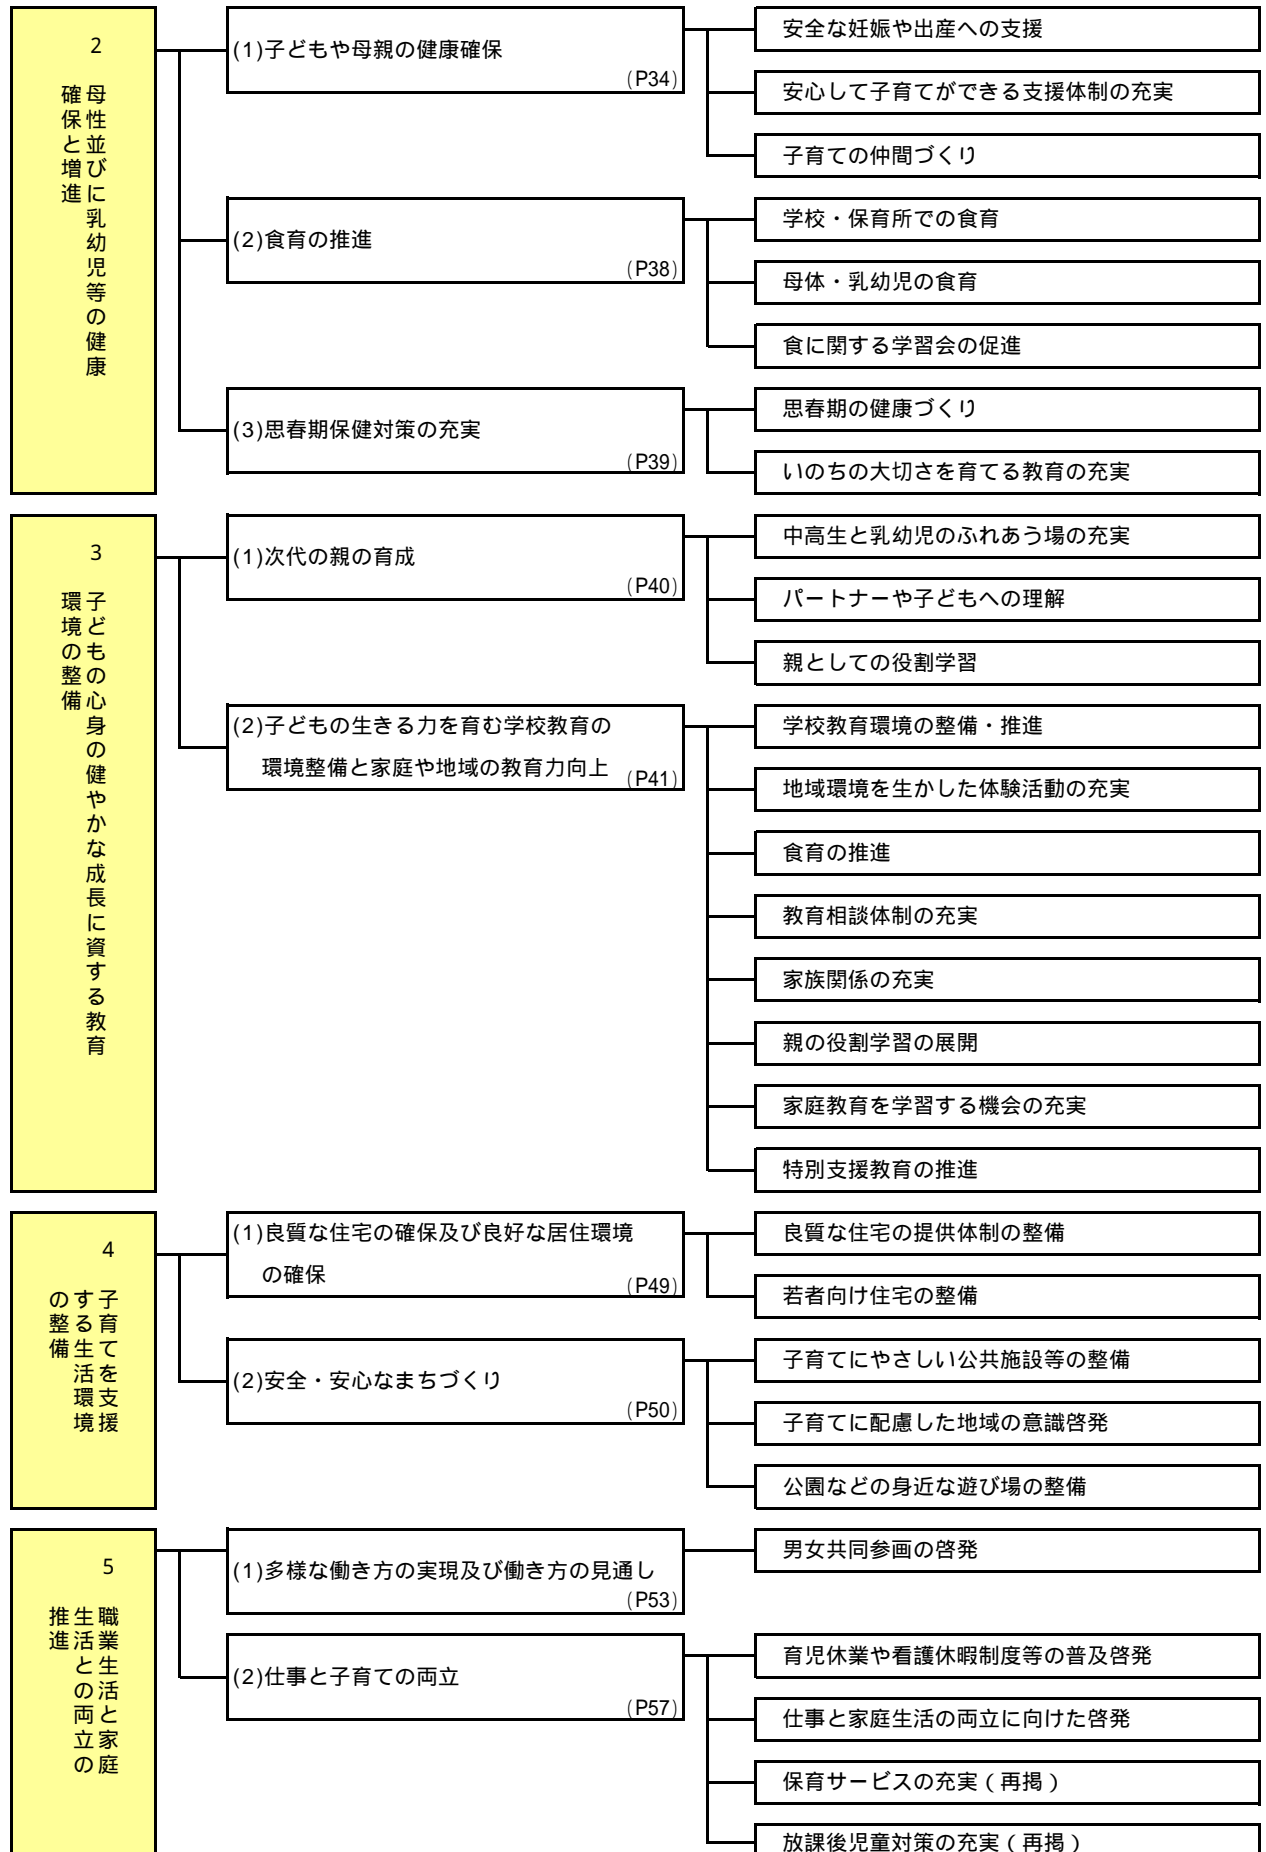 2
母性並びに乳幼児等の健康
確保と増進
(1)子どもや母親の健康確保
(P34)
安全な妊娠や出産への支援
安心して子育てができる支援体制の充実
子育ての仲間づくり
(2)食育の推進
(P38)
学校・保育所での食育
母体・乳幼児の食育
食に関する学習会の促進
(3)思春期保健対策の充実
(P39)
思春期の健康づくり
いのちの大切さを育てる教育の充実
3
子どもの心身の健やかな成長に資する教育
環境の整備
(1)次代の親の育成
(P40)
中高生と乳幼児のふれあう場の充実
パートナーや子どもへの理解
親としての役割学習
(2)子どもの生きる力を育む学校教育の
環境整備と家庭や地域の教育力向上
(P41)
学校教育環境の整備・推進
地域環境を生かした体験活動の充実
食育の推進
教育相談体制の充実
家族関係の充実
親の役割学習の展開
家庭教育を学習する機会の充実
特別支援教育の推進
4
子育てを支援
する生活環境
の整備
(1)良質な住宅の確保及び良好な居住環境
の確保
(P49)
良質な住宅の提供体制の整備
若者向け住宅の整備
(2)安全・安心なまちづくり
(P50)
子育てにやさしい公共施設等の整備
子育てに配慮した地域の意識啓発
公園などの身近な遊び場の整備
5
職業生活と家庭
生活との両立の
推進
(1)多様な働き方の実現及び働き方の見通し
(P53)
男女共同参画の啓発
(2)仕事と子育ての両立
(P57)
育児休業や看護休暇制度等の普及啓発
仕事と家庭生活の両立に向けた啓発
保育サービスの充実(再掲)
放課後児童対策の充実(再掲)